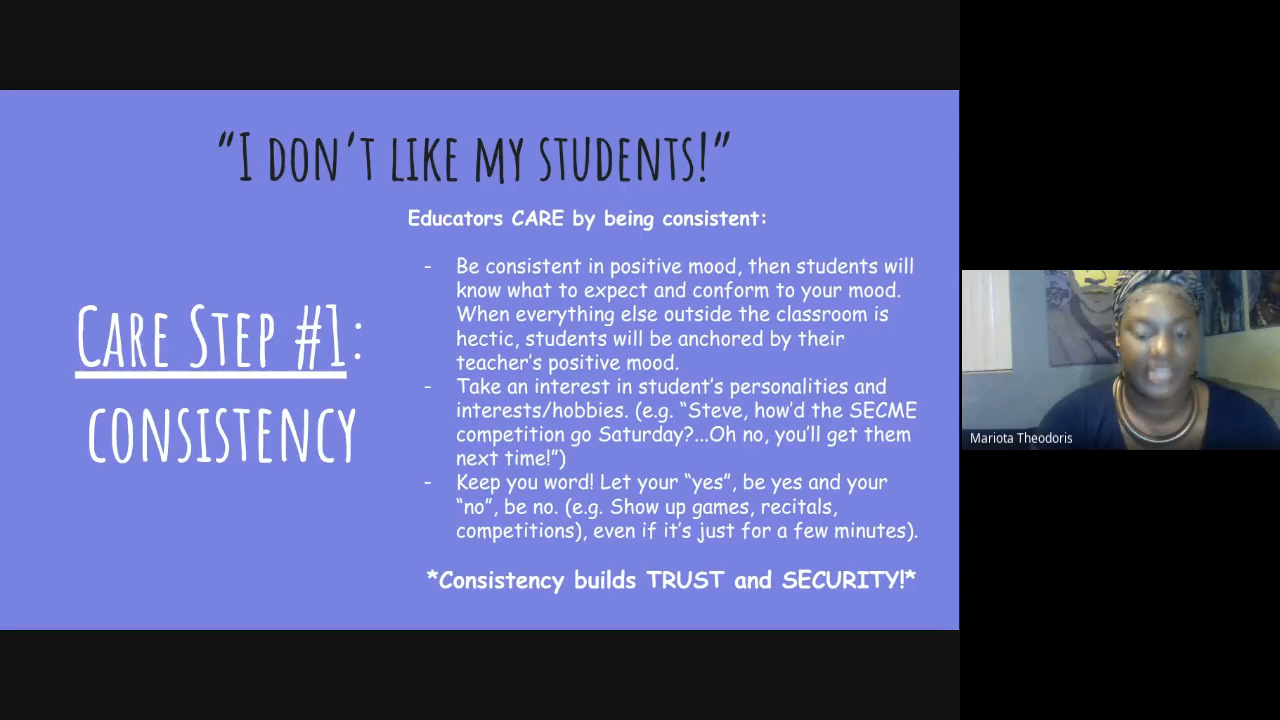 “I DON’T LIKE MY STUDENTS!”
Educators CARE by being consistent:
CARE STEP #1:
CONSISTENCY
- Be consistent in positive mood, then students will
know what to expect and conform to your mood.
When everything else outside the classroom is
hectic, students will be anchored by their
teacher’s positive mood.
- Take an interest in student’s personalities and
interests/hobbies. (e.g. “Steve, how’d the SECME
competition go Saturday?...Oh no, you’ll get them
next time!”)
- Keep you word! Let your “yes”, be yes and your
“no”, be no. (e.g. Show up games, recitals,
competitions), even if it’s just for a few minutes).
*Consistency builds TRUST and SECURITY!*
Mariota Theodoris